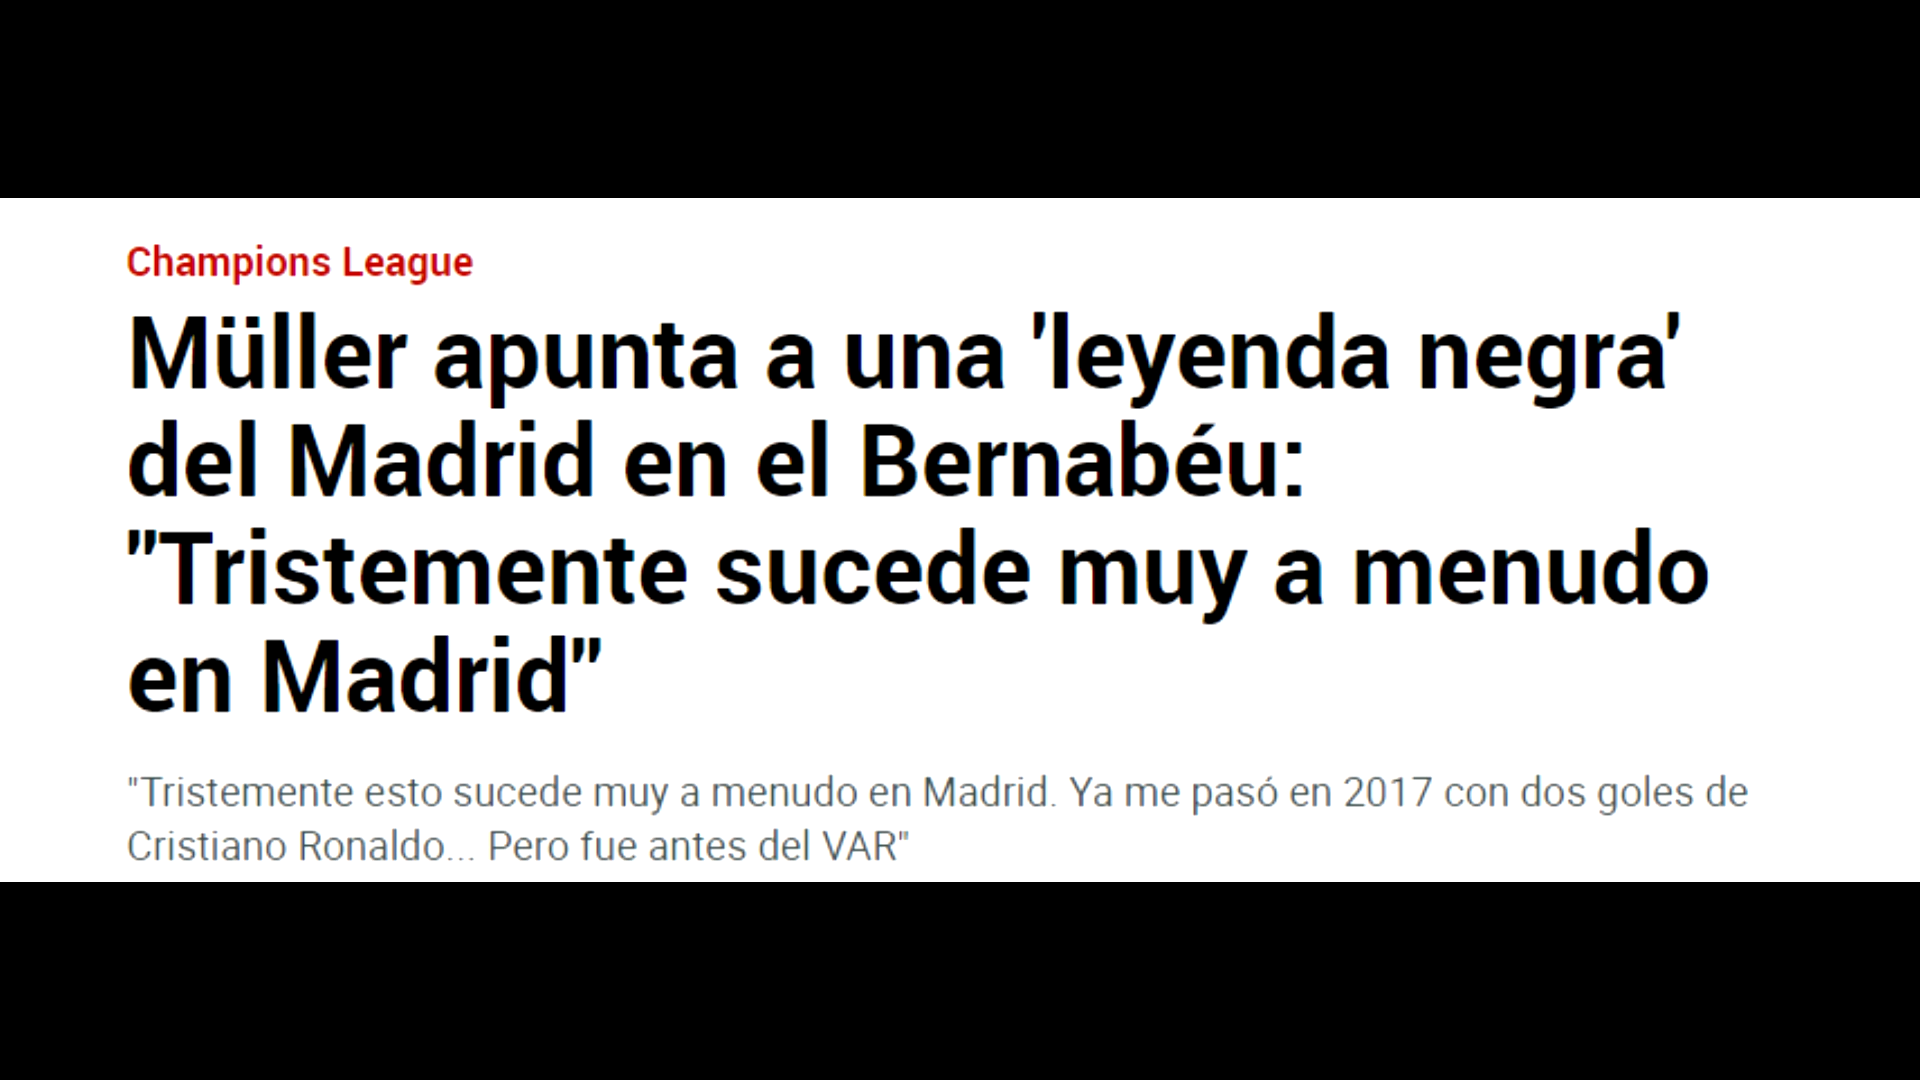 Champions League
Müller apunta a una 'leyenda negra'
del Madrid en el Bernabéu:
"Tristemente sucede muy a menudo
en Madrid"
"Tristemente esto sucede muy a menudo en Madrid. Ya me pasó en 2017 con dos goles de
Cristiano Ronaldo... Pero fue antes del VAR"